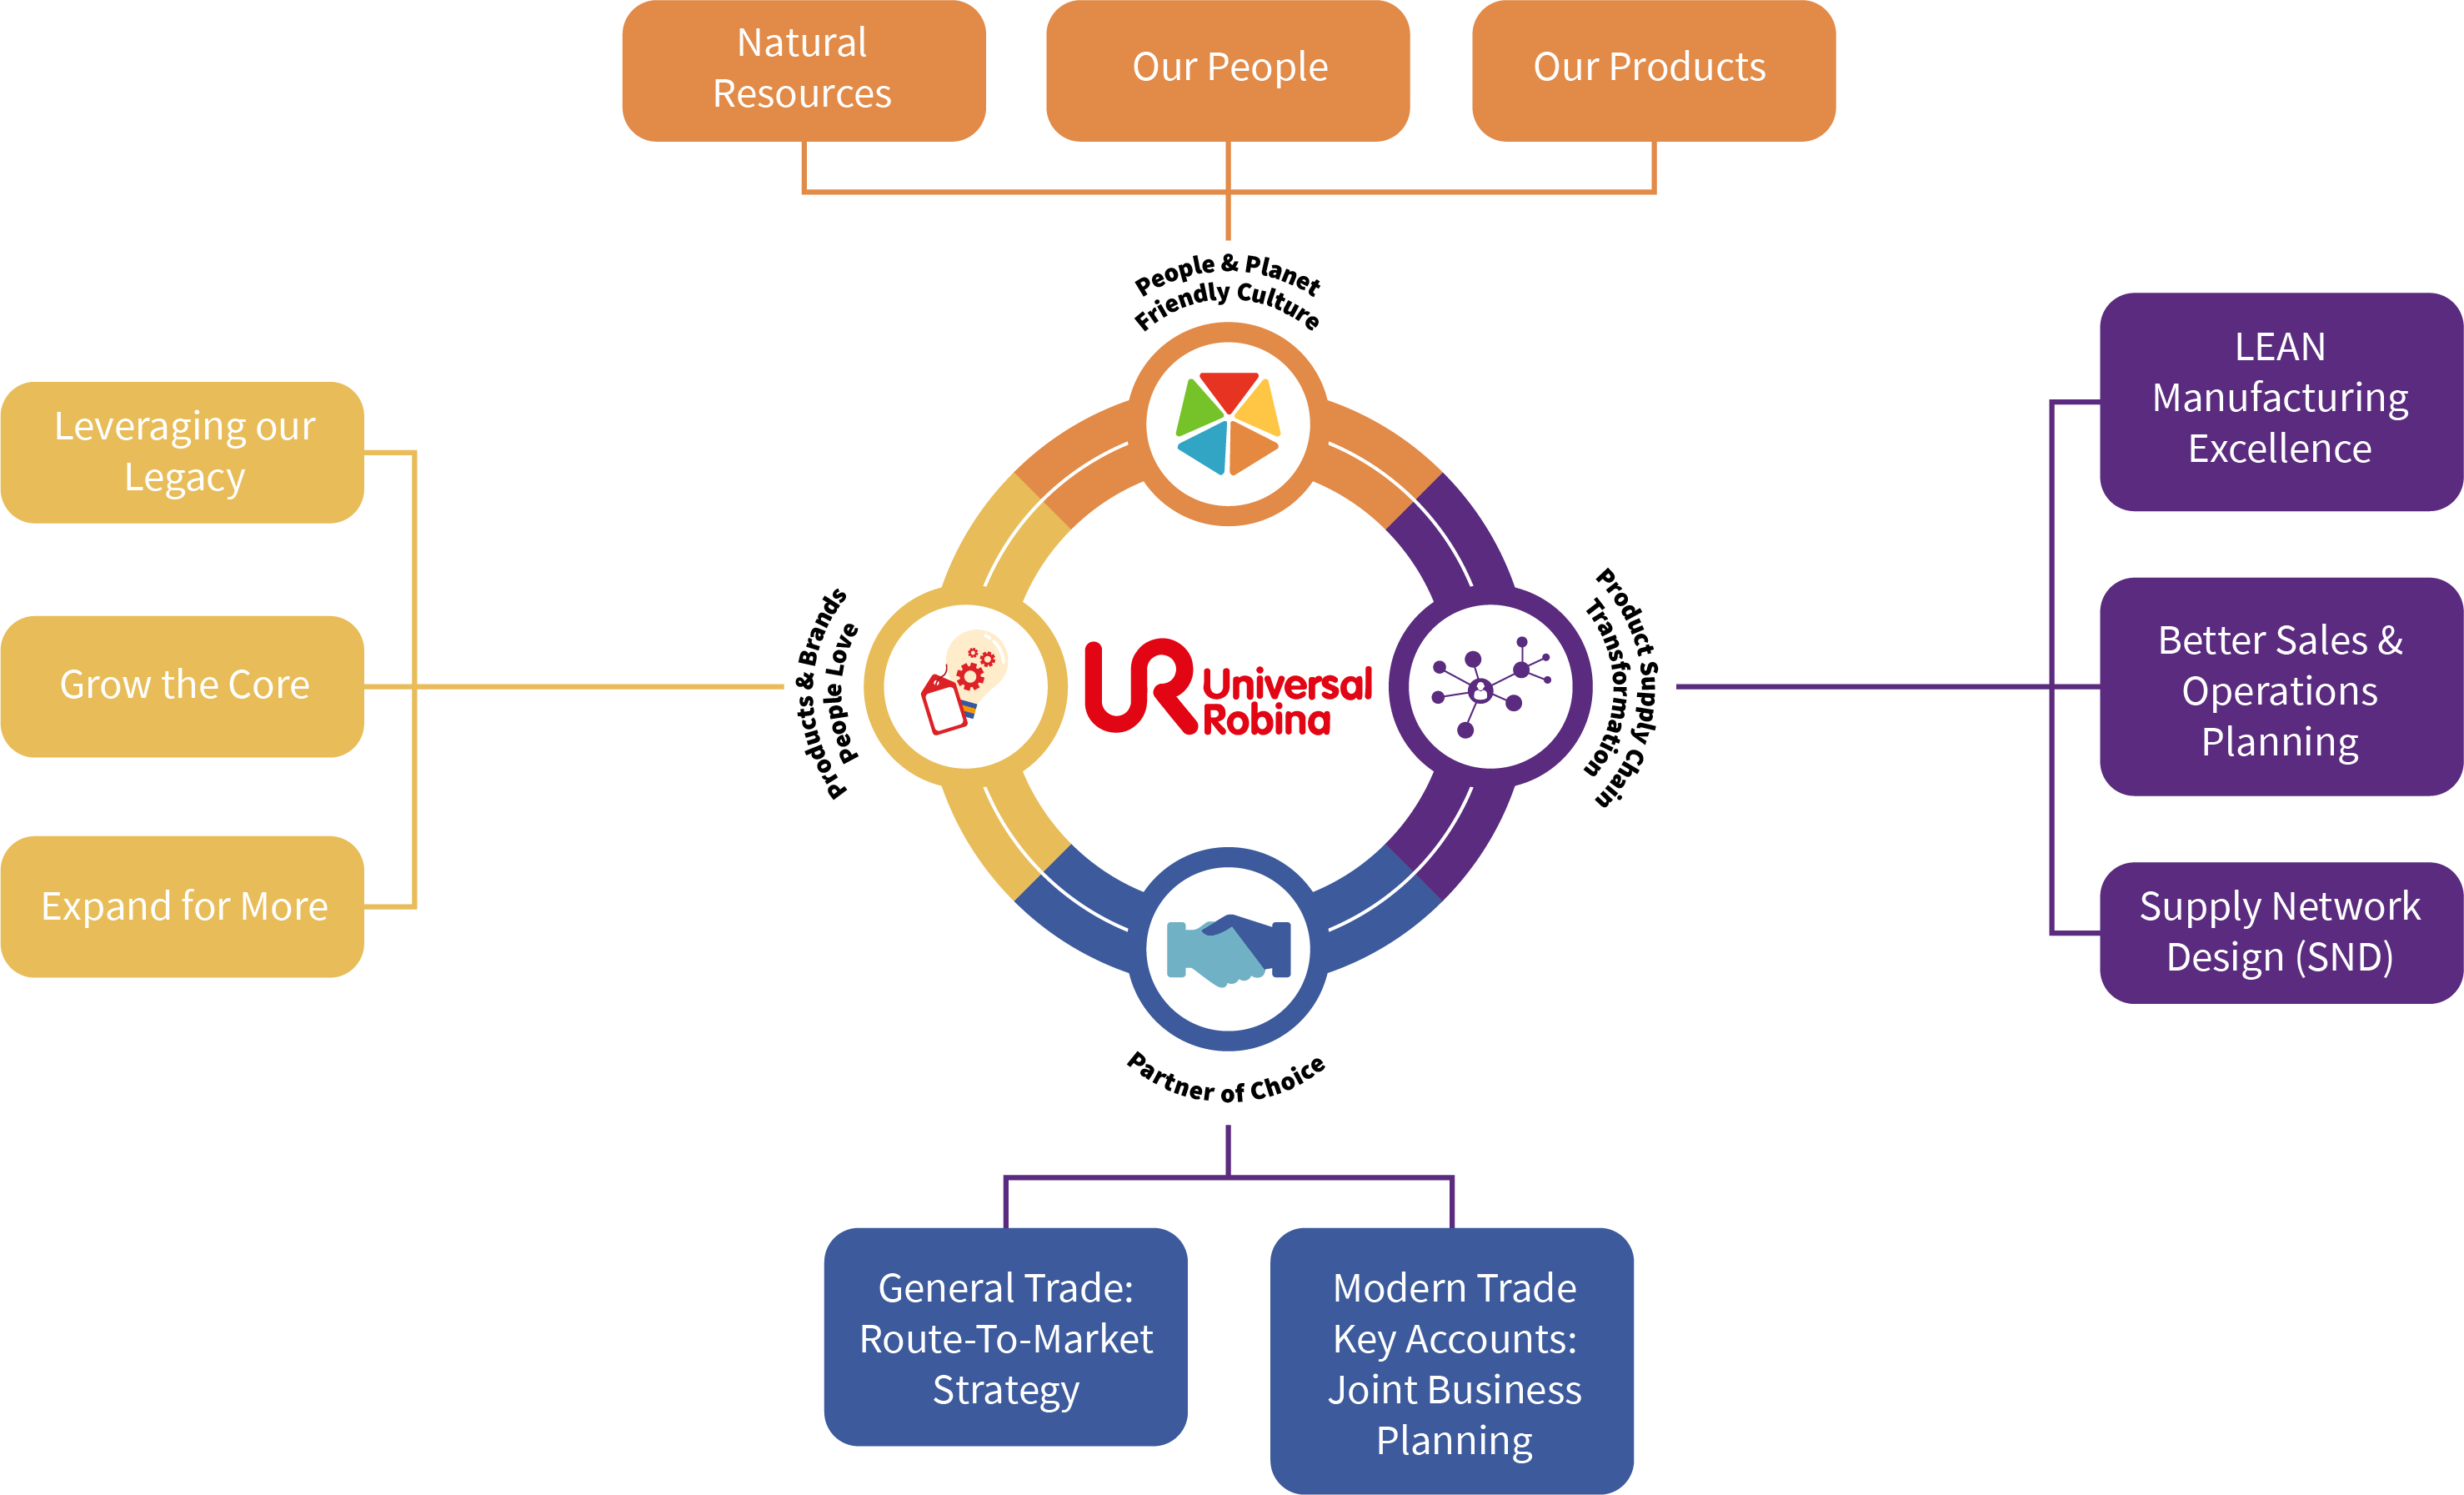 Natural
Resources
Our People
Our Products
People & Planet
Friendly Culture
Leveraging our
Legacy
Grow the Core
Expand for More
Products & Brands
People Love
Universal
Robina
Product Supply Chain
Transformation
LEAN
Manufacturing
Excellence
Better Sales &
Operations
Planning
Supply Network
Design (SND)
Partner of Choice
General Trade:
Route-To-Market
Strategy
Modern Trade
Key Accounts:
Joint Business
Planning